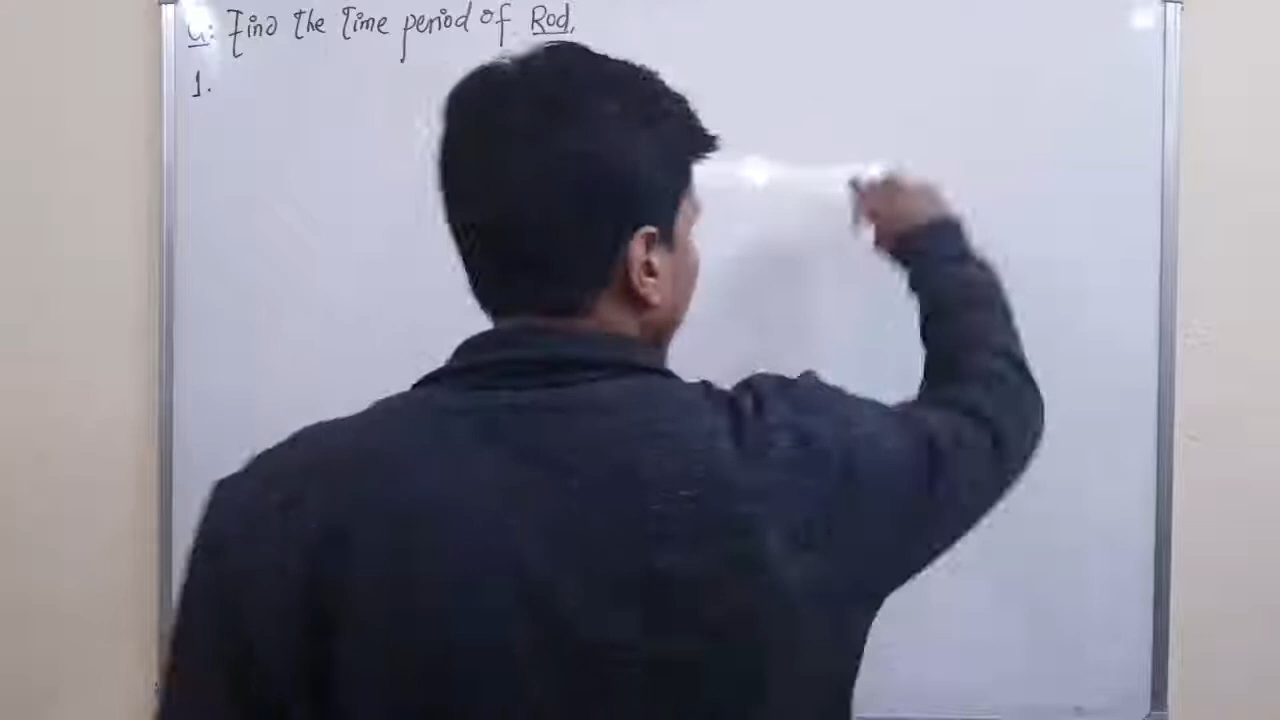 Q: Find the Time period of Rod.
1.